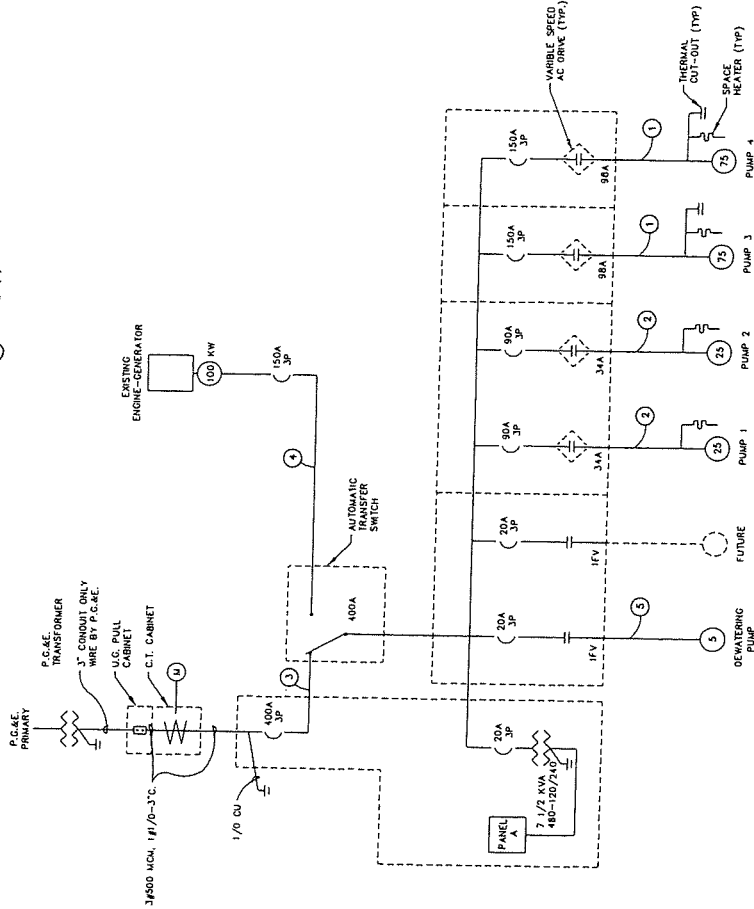 P.G.&E.
PRIMARY
P.G.&E.
TRANSFORMER
3" CONDUIT ONLY
WIRE BY P.G.&E.
U.G. PULL
CABINET
C.T. CABINET
M
3#500 MCM, 1#1/0-3"C.
1/0 CU
400A
3P
3
EXISTING
ENGINE-GENERATOR
100
KW
150A
3P
4
AUTOMATIC
TRANSFER
SWITCH
400A
PANEL
A
20A
3P
7 1/2 KVA
480-120/240
20A
3P
1FV
5
5
DEWATERING
PUMP
20A
3P
1FV
FUTURE
90A
3P
34A
2
25
PUMP 1
90A
3P
34A
2
25
PUMP 2
150A
3P
98A
1
75
PUMP 3
150A
3P
98A
1
75
PUMP 4
VARIBLE SPEED
AC DRIVE (TYP.)
THERMAL
CUT-OUT (TYP)
SPACE
HEATER (TYP)